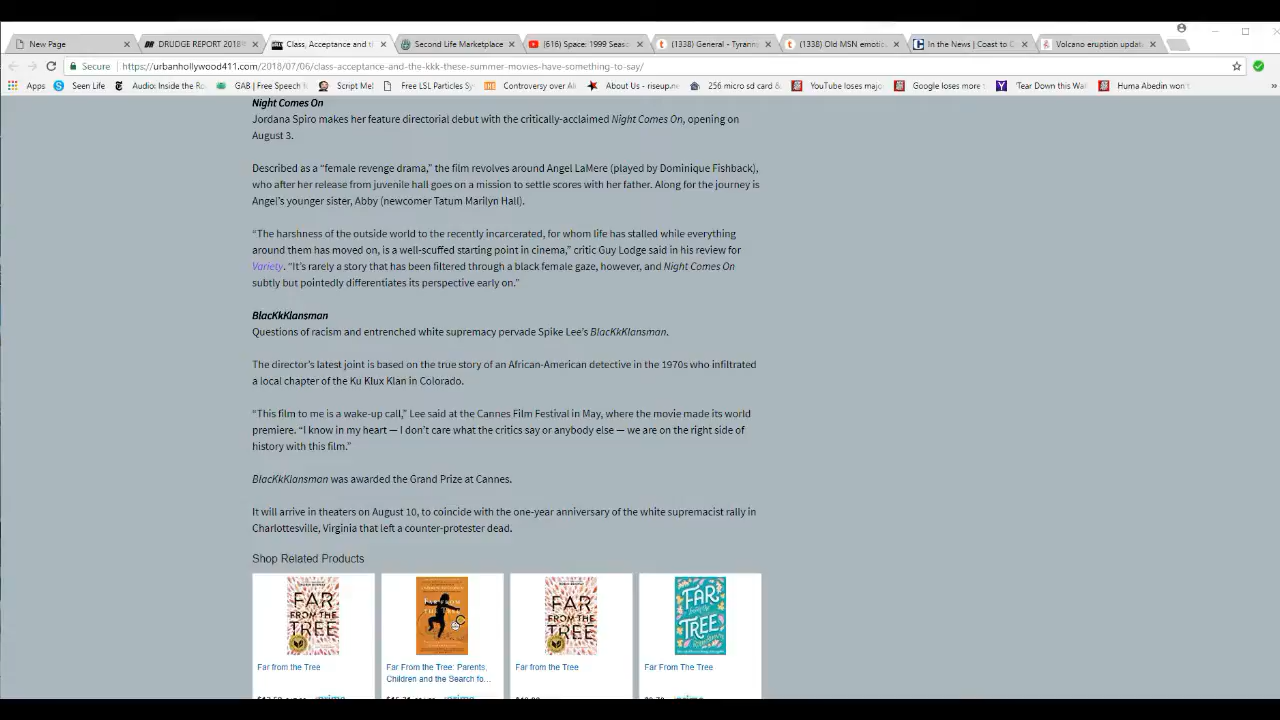 New Page
DRUDGE REPORT 2018®
Class, Acceptance and t
Second Life Marketplace
(616) Space: 1999 Seas
(1338) General - Tyrann
(1338) Old MSN emoti
In the News | Coast to C
Volcano eruption updat
Secure
https://urbanhollywood411.com/2018/07/06/class-acceptance-and-the-kkk-these-summer-movies-have-something-to-say/
Apps
Seen Life
Audio: Inside the Ro
GAB | Free Speech f
Script Me!
Free LSL Particles Sy
Controversy over Al
About Us - riseup.ne
256 micro sd card &
YouTube loses majo
Google loses more t
'Tear Down this Wal
Huma Abedin won't
»
Night Comes On
Jordana Spiro makes her feature directorial debut with the critically-acclaimed Night Comes On, opening on
August 3.
Described as a “female revenge drama,” the film revolves around Angel LaMere (played by Dominique Fishback),
who after her release from juvenile hall goes on a mission to settle scores with her father. Along for the journey is
Angel’s younger sister, Abby (newcomer Tatum Marilyn Hall).
“The harshness of the outside world to the recently incarcerated, for whom life has stalled while everything
around them has moved on, is a well-scuffed starting point in cinema,” critic Guy Lodge said in his review for
Variety. “It’s rarely a story that has been filtered through a black female gaze, however, and Night Comes On
subtly but pointedly differentiates its perspective early on.”
BlacKkKlansman
Questions of racism and entrenched white supremacy pervade Spike Lee’s BlacKkKlansman.
The director’s latest joint is based on the true story of an African-American detective in the 1970s who infiltrated
a local chapter of the Ku Klux Klan in Colorado.
“This film to me is a wake-up call,” Lee said at the Cannes Film Festival in May, where the movie made its world
premiere. “I know in my heart — I don’t care what the critics say or anybody else — we are on the right side of
history with this film.”
BlacKkKlansman was awarded the Grand Prize at Cannes.
It will arrive in theaters on August 10, to coincide with the one-year anniversary of the white supremacist rally in
Charlottesville, Virginia that left a counter-protester dead.
Shop Related Products
FAR
FROM THE
TREE
FAR FROM
THE TREE
FAR
FROM THE
TREE
FAR
FROM THE
TREE
Far from the Tree
Far From the Tree: Parents,
Children and the Search fo...
Far from the Tree
Far From The Tree